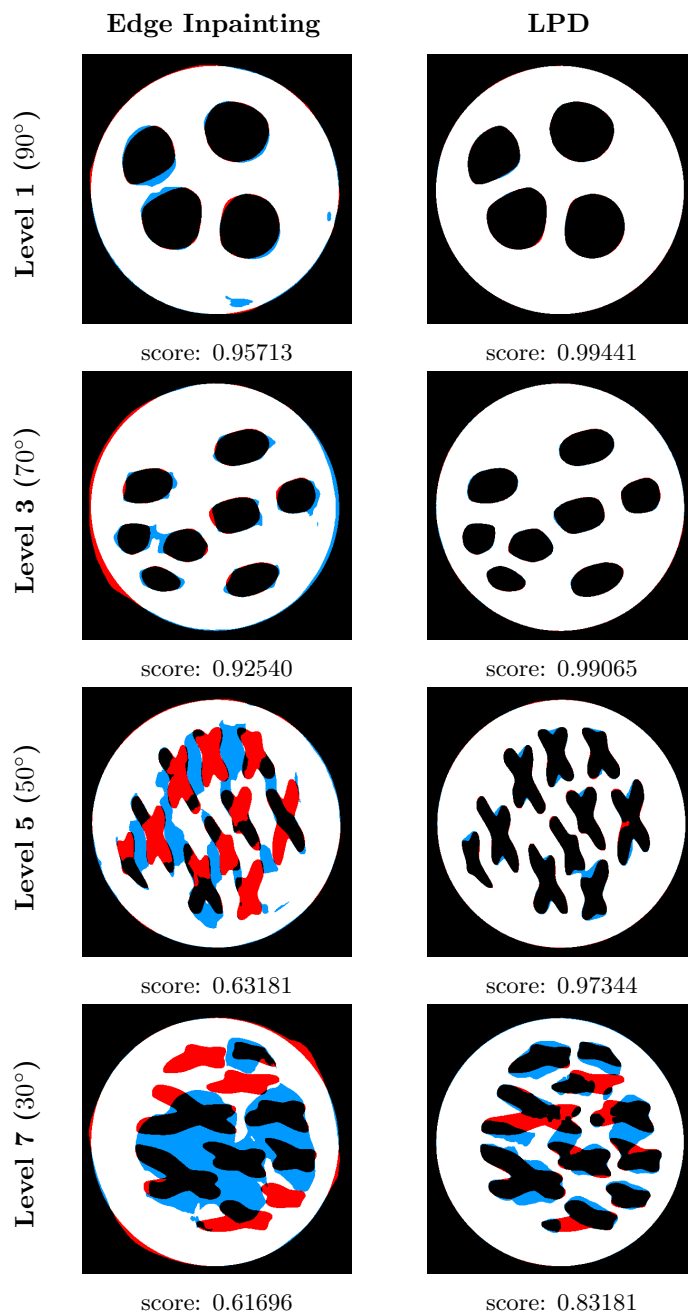 Edge Inpainting LPD
Level 1 (90°)
score: 0.95713 score: 0.99441
Level 3 (70°)
score: 0.92540 score: 0.99065
Level 5 (50°)
score: 0.63181 score: 0.97344
Level 7 (30°)
score: 0.61696 score: 0.83181